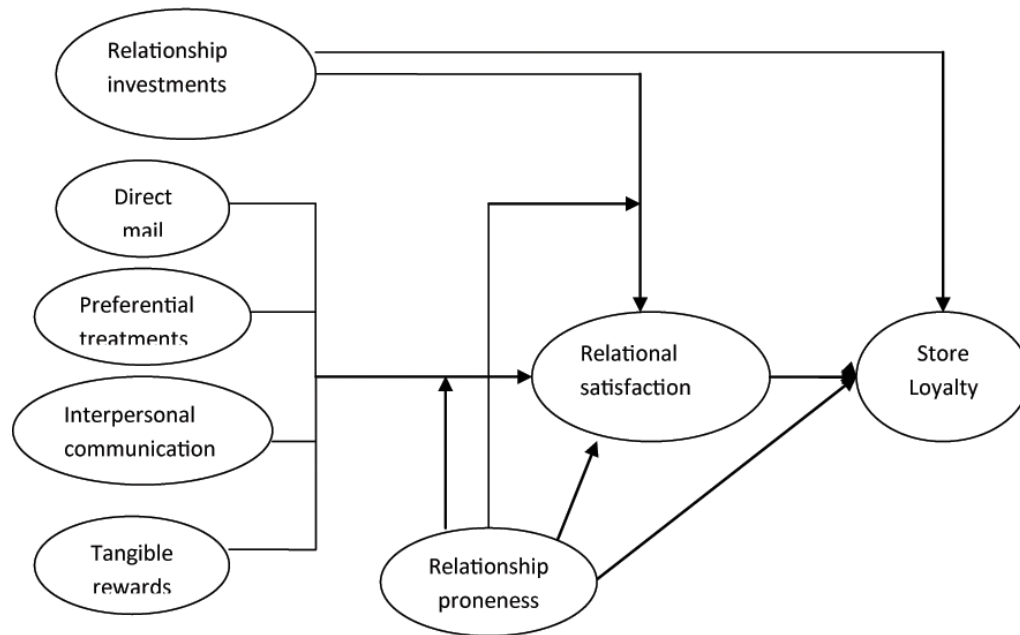 Relationship
investments
Direct
mail
Preferential
treatments
Interpersonal
communication
Tangible
rewards
Relational
satisfaction
Store
Loyalty
Relationship
proneness